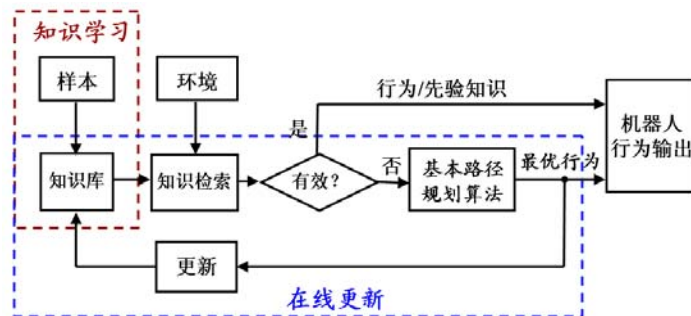 知识学习
样本
环境
行为/先验知识
是
机器人
行为输出
知识库
知识检索
有效?
否
基本路径
规划算法
最优行为
更新
在线更新